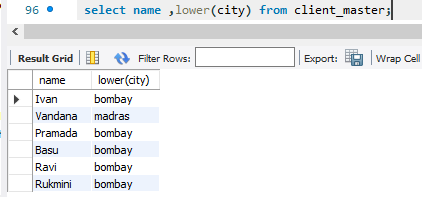 96 select name ,lower(city) from client_master;
Result Grid Filter Rows: Export: Wrap Cell
name lower(city)
Ivan bombay
Vandana madras
Pramada bombay
Basu bombay
Ravi bombay
Rukmini bombay